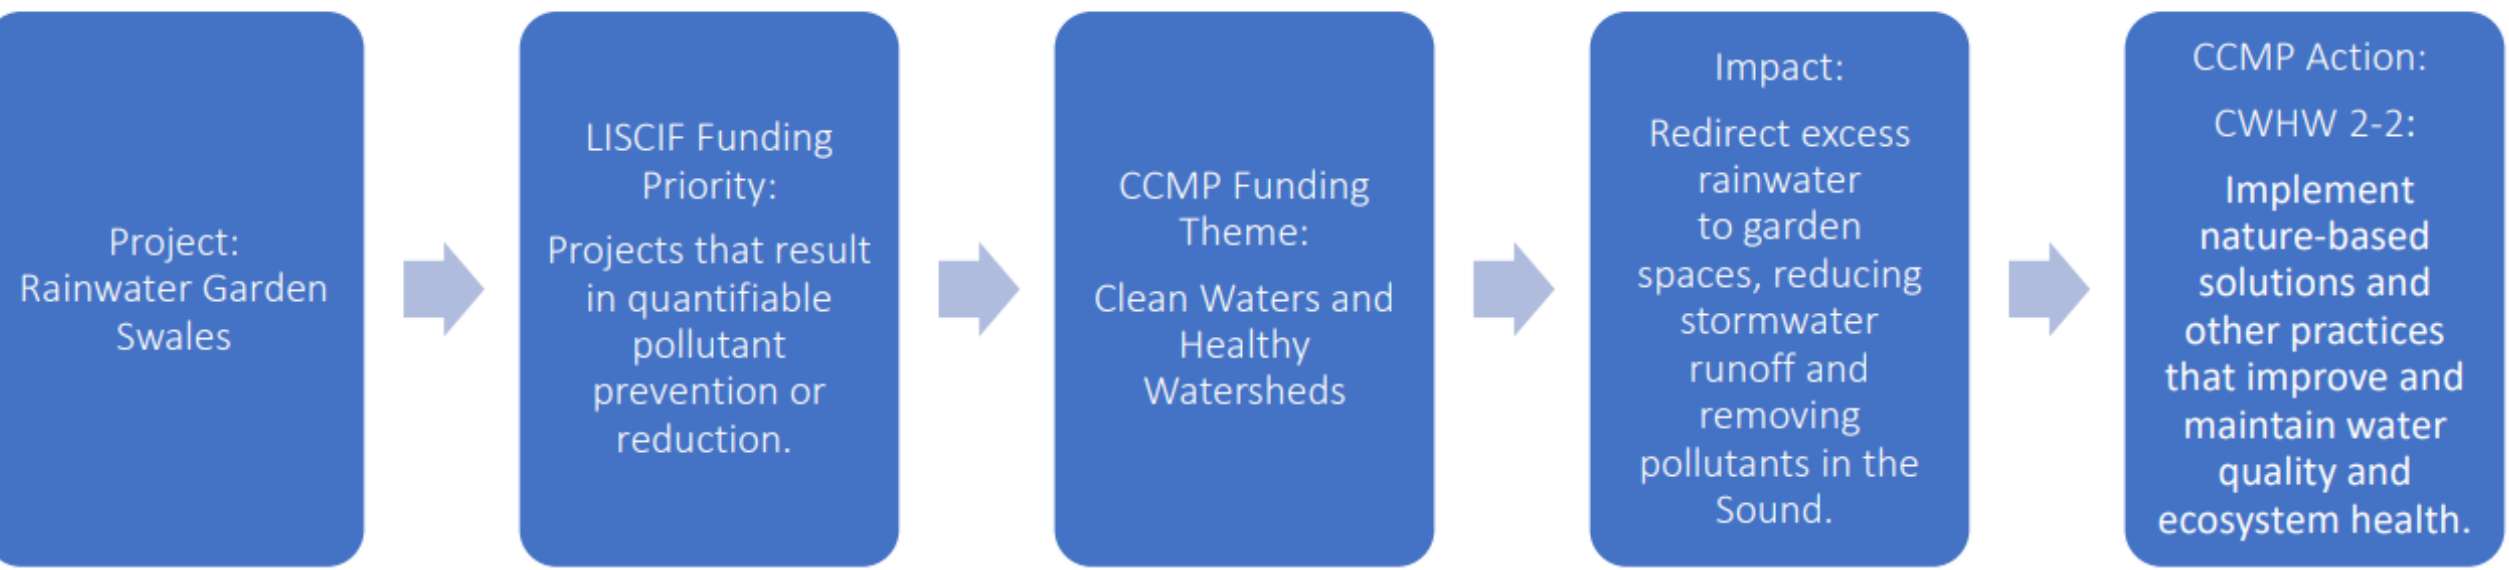 Project:
Rainwater Garden
Swales
LISCIF Funding
Priority:
Projects that result
in quantifiable
pollutant
prevention or
reduction.
CCMP Funding
Theme:
Clean Waters and
Healthy
Watersheds
Impact:
Redirect excess
rainwater
to garden
spaces, reducing
stormwater
runoff and
removing
pollutants in the
Sound.
CCMP Action:
CWHW 2-2:
Implement
nature-based
solutions and
other practices
that improve and
maintain water
quality and
ecosystem health.